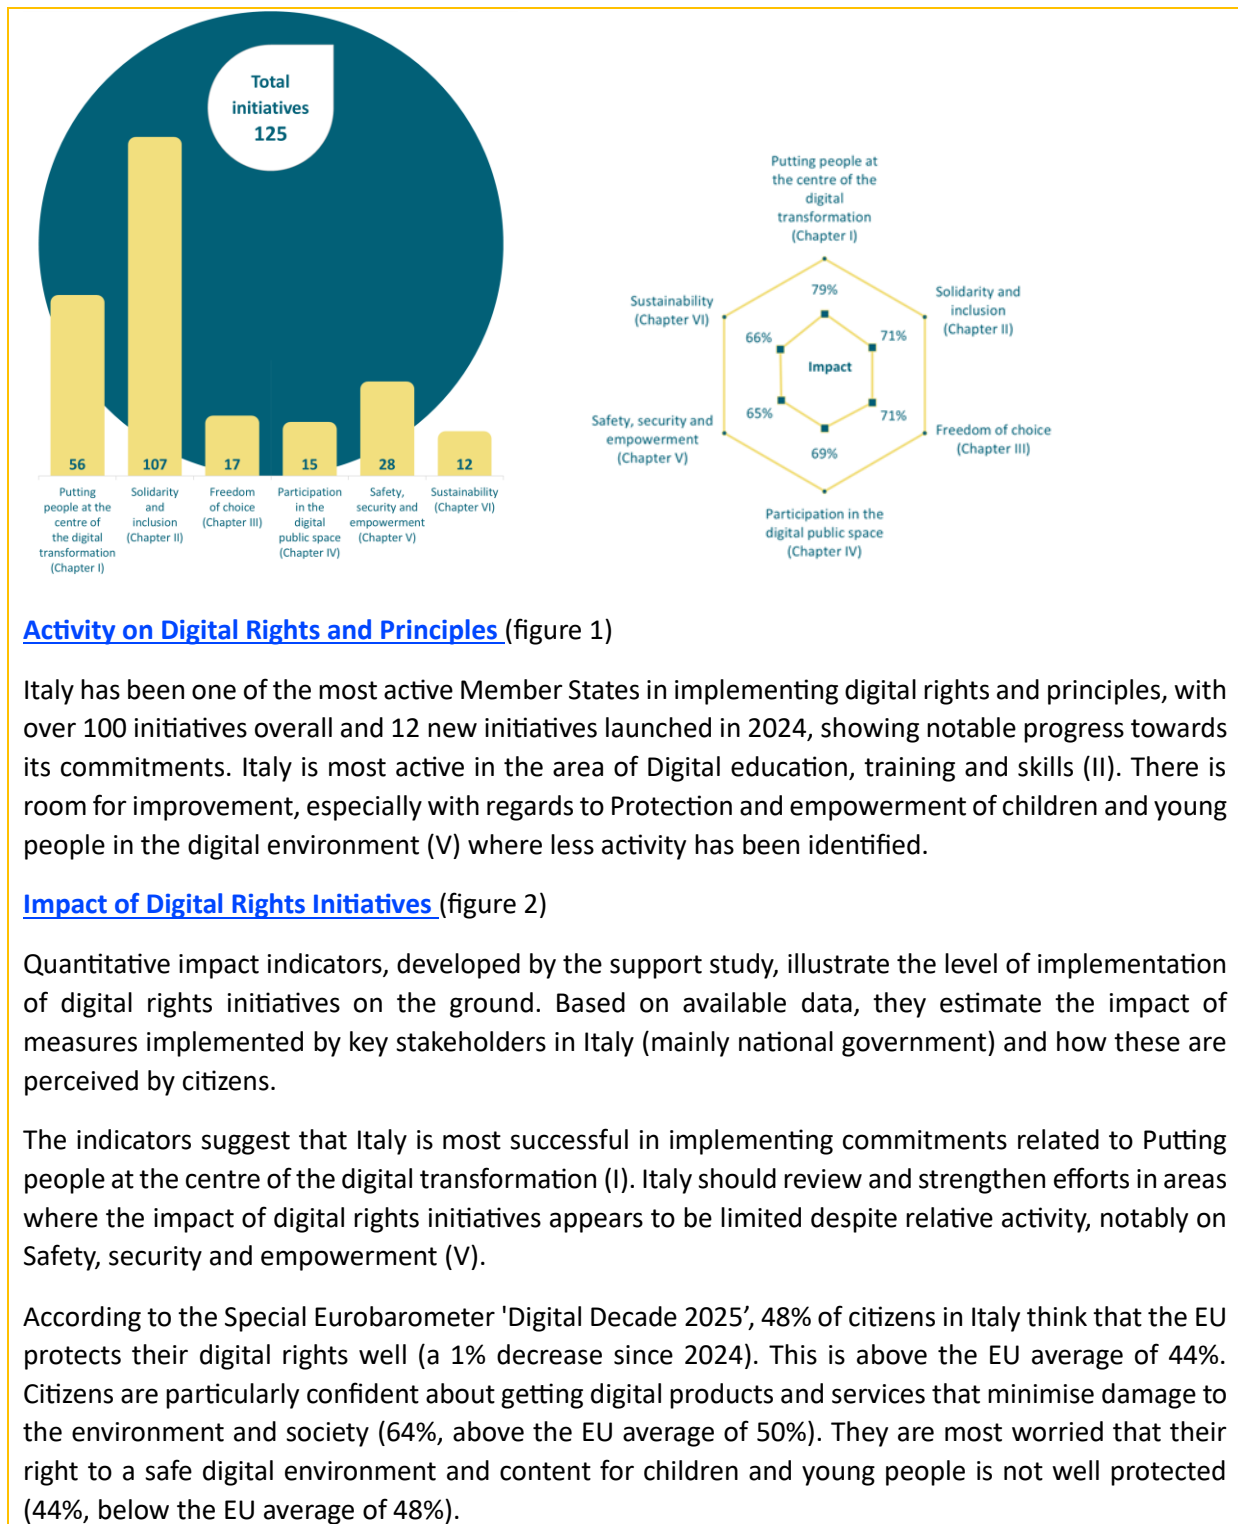 Total
initiatives
125
56
107
17
15
28
12
Putting
people at the
centre of
the digital
transformation
(Chapter I)
Solidarity
and
inclusion
(Chapter II)
Freedom
of choice
(Chapter III)
Participation
in the
digital
public space
(Chapter IV)
Safety,
security and
empowerment
(Chapter V)
Sustainability
(Chapter VI)
Putting people at
the centre of the
digital
transformation
(Chapter I)
Solidarity and
inclusion
(Chapter II)
Freedom of choice
(Chapter III)
Participation in the
digital public space
(Chapter IV)
Safety, security and
empowerment
(Chapter V)
Sustainability
(Chapter VI)
79%
71%
71%
69%
65%
66%
Impact
Activity on Digital Rights and Principles (figure 1)
Italy has been one of the most active Member States in implementing digital rights and principles, with
over 100 initiatives overall and 12 new initiatives launched in 2024, showing notable progress towards
its commitments. Italy is most active in the area of Digital education, training and skills (II). There is
room for improvement, especially with regards to Protection and empowerment of children and young
people in the digital environment (V) where less activity has been identified.
Impact of Digital Rights Initiatives (figure 2)
Quantitative impact indicators, developed by the support study, illustrate the level of implementation
of digital rights initiatives on the ground. Based on available data, they estimate the impact of
measures implemented by key stakeholders in Italy (mainly national government) and how these are
perceived by citizens.
The indicators suggest that Italy is most successful in implementing commitments related to Putting
people at the centre of the digital transformation (I). Italy should review and strengthen efforts in areas
where the impact of digital rights initiatives appears to be limited despite relative activity, notably on
Safety, security and empowerment (V).
According to the Special Eurobarometer 'Digital Decade 2025’, 48% of citizens in Italy think that the EU
protects their digital rights well (a 1% decrease since 2024). This is above the EU average of 44%.
Citizens are particularly confident about getting digital products and services that minimise damage to
the environment and society (64%, above the EU average of 50%). They are most worried that their
right to a safe digital environment and content for children and young people is not well protected
(44%, below the EU average of 48%).